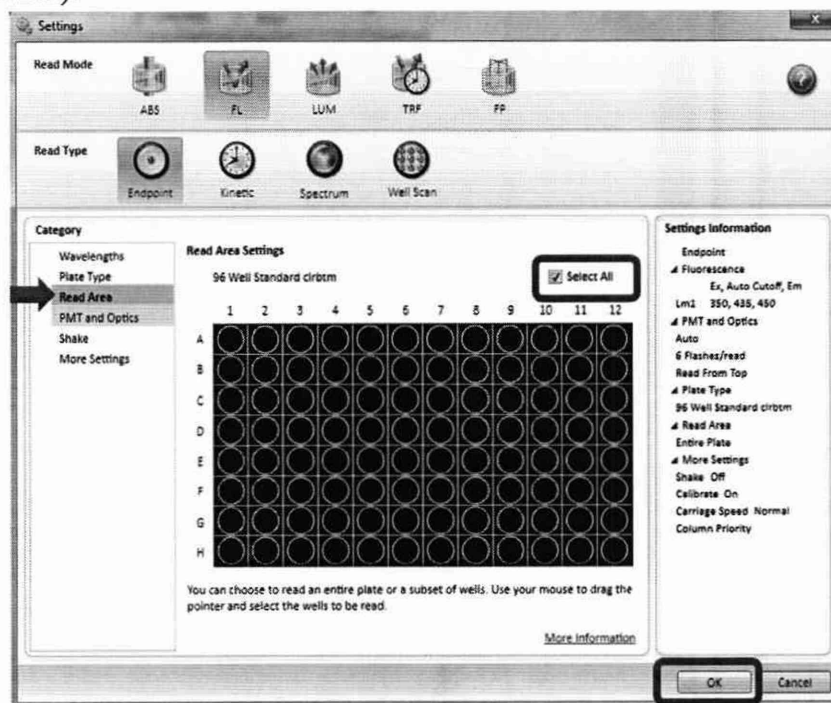 Settings
Read Mode
ABS
FL
LUM
TRF
FP
Read Type
Endpoint
Kinetic
Spectrum
Well Scan
Category
Wavelengths
Plate Type
Read Area
PMT and Optics
Shake
More Settings
Read Area Settings
96 Well Standard clrbtm
Select All
1 2 3 4 5 6 7 8 9 10 11 12
A
B
C
D
E
F
G
H
You can choose to read an entire plate or a subset of wells. Use your mouse to drag the
pointer and select the wells to be read.
More Information
Settings Information
Endpoint
Fluorescence
Ex, Auto Cutoff, Em
Lm1 350, 435, 450
PMT and Optics
Auto
6 Flashes/read
Read From Top
Plate Type
96 Well Standard clrbtm
Read Area
Entire Plate
More Settings
Shake Off
Calibrate On
Carriage Speed Normal
Column Priority
OK
Cancel